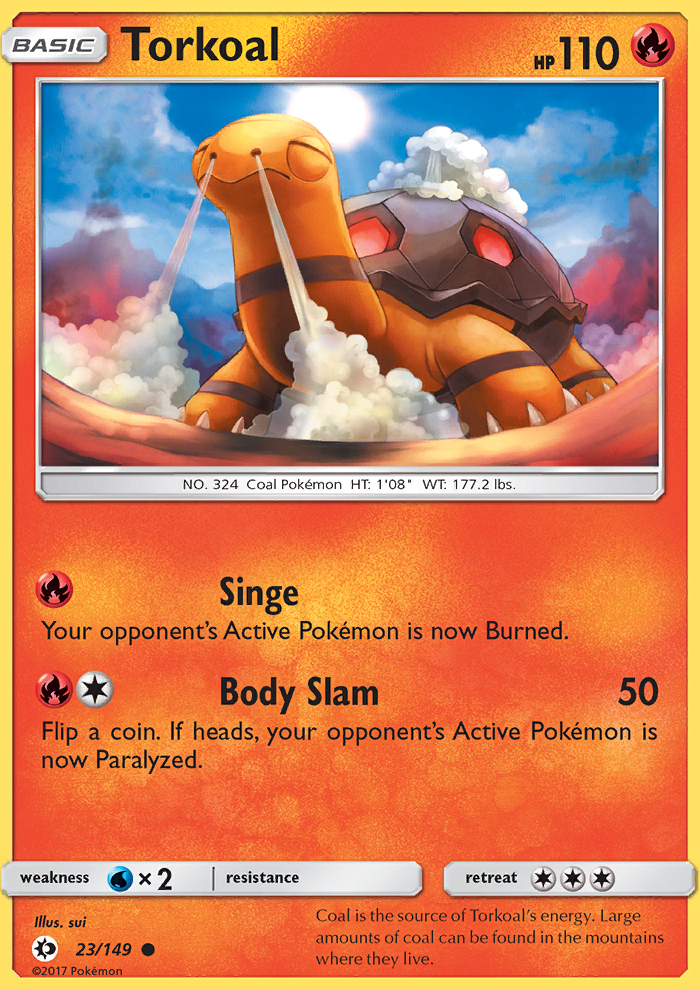 BASIC Torkoal HP 110
NO. 324 Coal Pokémon HT: 1'08" WT: 177.2 lbs.
Singe
Your opponent's Active Pokémon is now Burned.
Body Slam 50
Flip a coin. If heads, your opponent's Active Pokémon is
now Paralyzed.
weakness ×2 resistance retreat
Illus. sui
23/149
©2017 Pokémon
Coal is the source of Torkoal's energy. Large
amounts of coal can be found in the mountains
where they live.